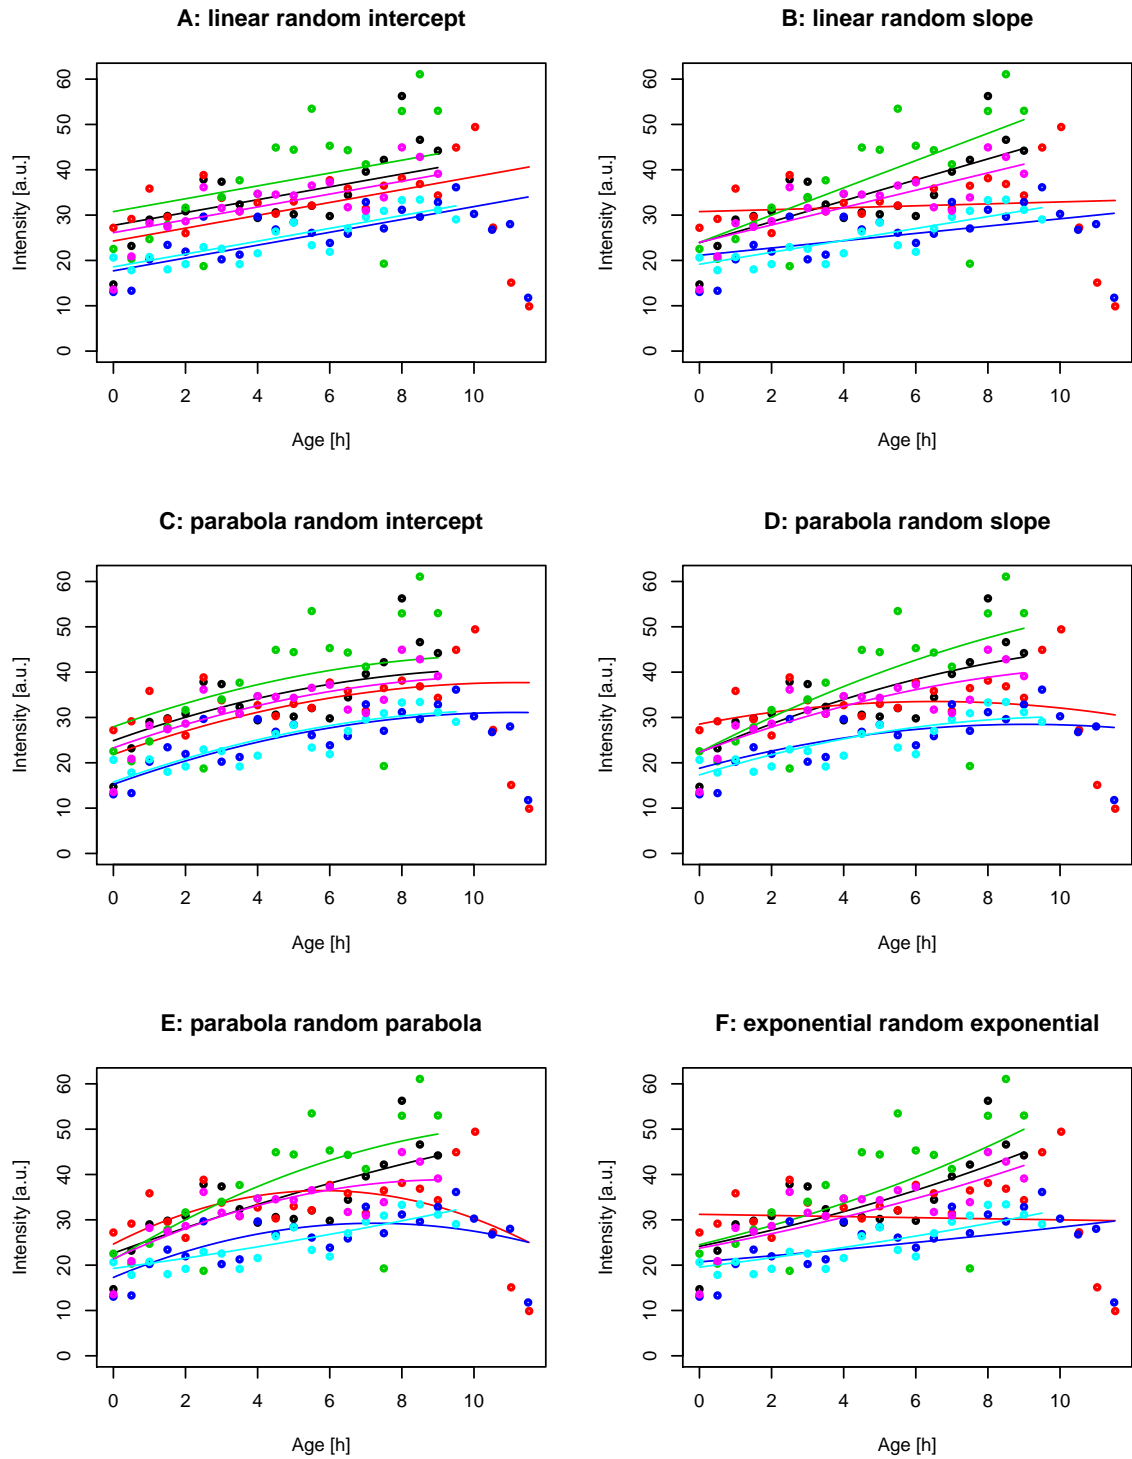 A: linear random intercept
Intensity [a.u.]
60
50
40
30
20
10
0
0 2 4 6 8 10
Age [h]
B: linear random slope
Intensity [a.u.]
60
50
40
30
20
10
0
0 2 4 6 8 10
Age [h]
C: parabola random intercept
Intensity [a.u.]
60
50
40
30
20
10
0
0 2 4 6 8 10
Age [h]
D: parabola random slope
Intensity [a.u.]
60
50
40
30
20
10
0
0 2 4 6 8 10
Age [h]
E: parabola random parabola
Intensity [a.u.]
60
50
40
30
20
10
0
0 2 4 6 8 10
Age [h]
F: exponential random exponential
Intensity [a.u.]
60
50
40
30
20
10
0
0 2 4 6 8 10
Age [h]